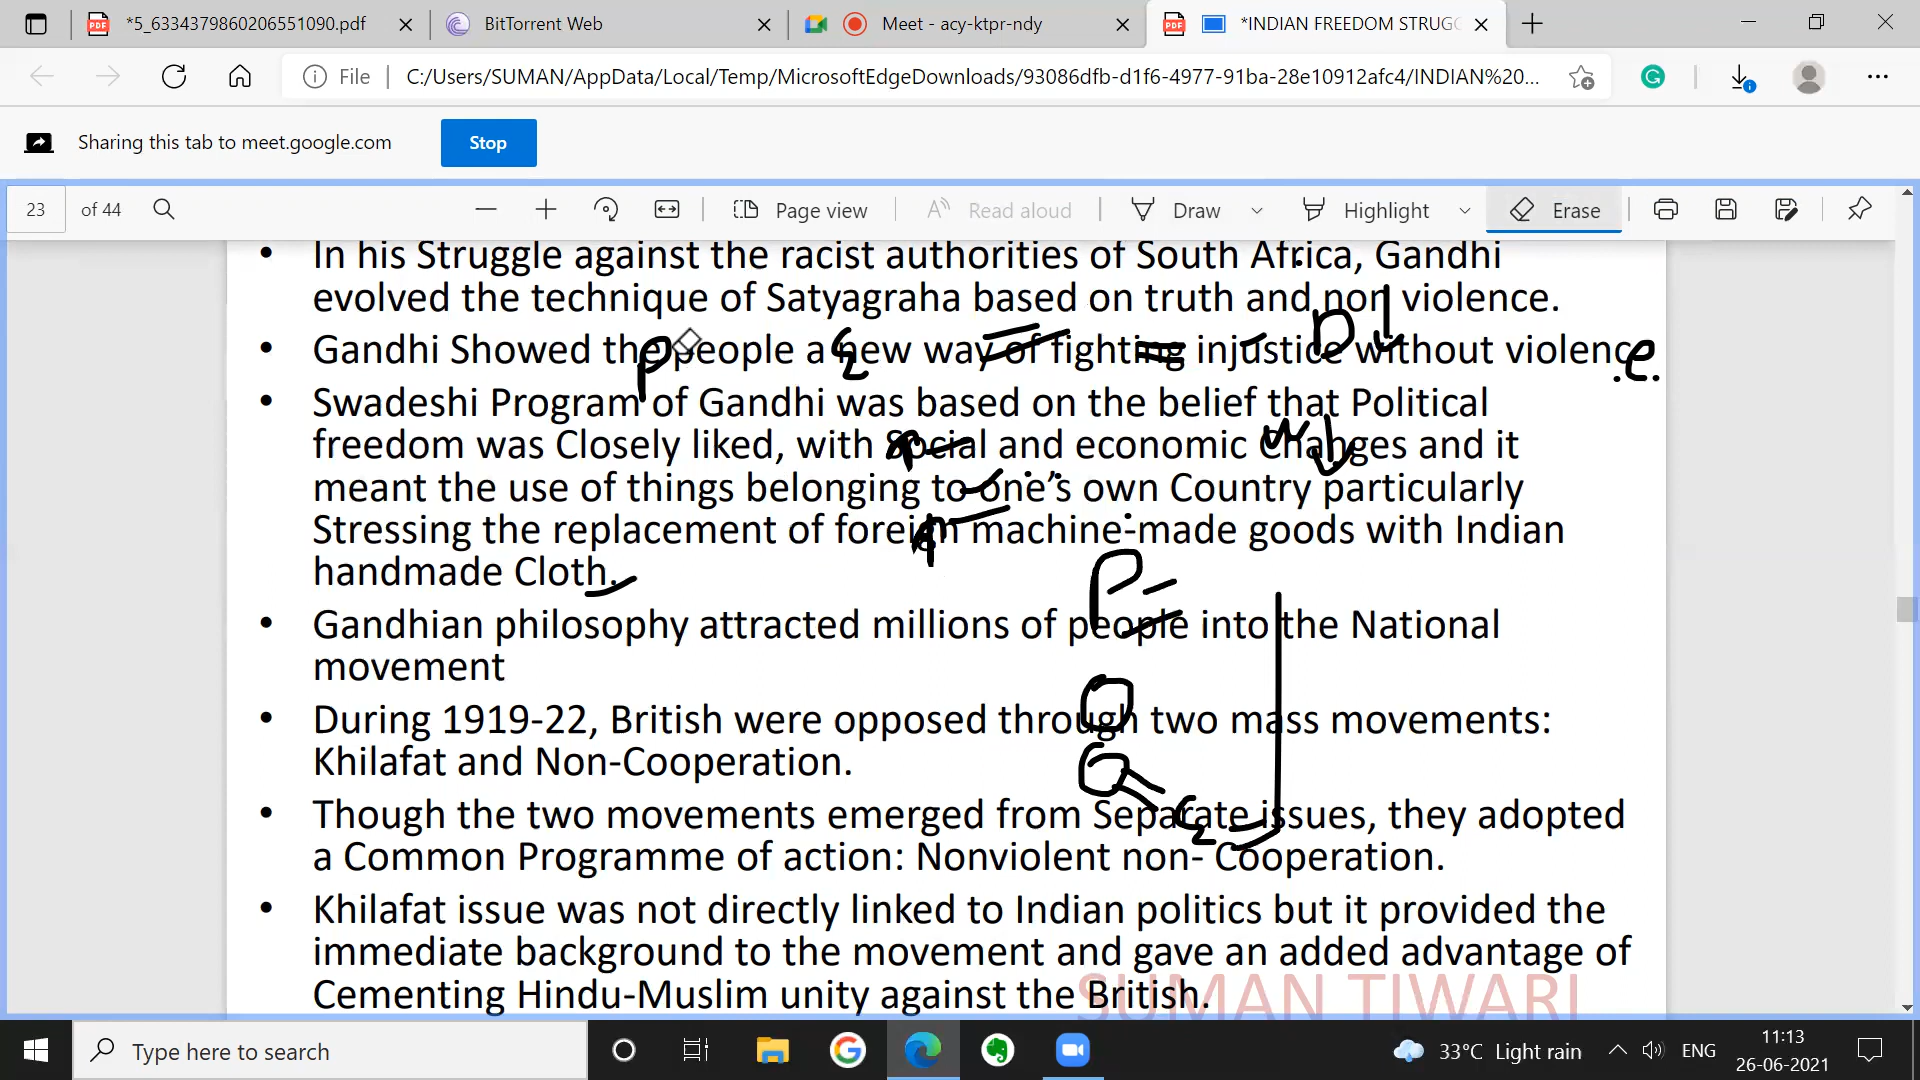 *5_6334379860206551090.pdf
BitTorrent Web
Meet - acy-ktpr-ndy
*INDIAN FREEDOM STRUGG
File
C:/Users/SUMAN/AppData/Local/Temp/MicrosoftEdgeDownloads/93086dfb-d1f6-4977-91ba-28e10912afc4/INDIAN%20...
Sharing this tab to meet.google.com
Stop
23 of 44
Page view
Read aloud
Draw
Highlight
Erase
• In his Struggle against the racist authorities of South Africa, Gandhi
evolved the technique of Satyagraha based on truth and non violence.
• Gandhi Showed the people a new way of fighting injustice without violence
• Swadeshi Program of Gandhi was based on the belief that Political
freedom was Closely liked, with Social and economic Changes and it
meant the use of things belonging to one's own Country particularly
Stressing the replacement of foreign machine-made goods with Indian
handmade Cloth.
• Gandhian philosophy attracted millions of people into the National
movement
• During 1919-22, British were opposed through two mass movements:
Khilafat and Non-Cooperation.
• Though the two movements emerged from Separate issues, they adopted
a Common Programme of action: Nonviolent non- Cooperation.
• Khilafat issue was not directly linked to Indian politics but it provided the
immediate background to the movement and gave an added advantage of
Cementing Hindu-Muslim unity against the British.
SUMAN TIWARI
Type here to search
33°C Light rain
ENG
11:13
26-06-2021